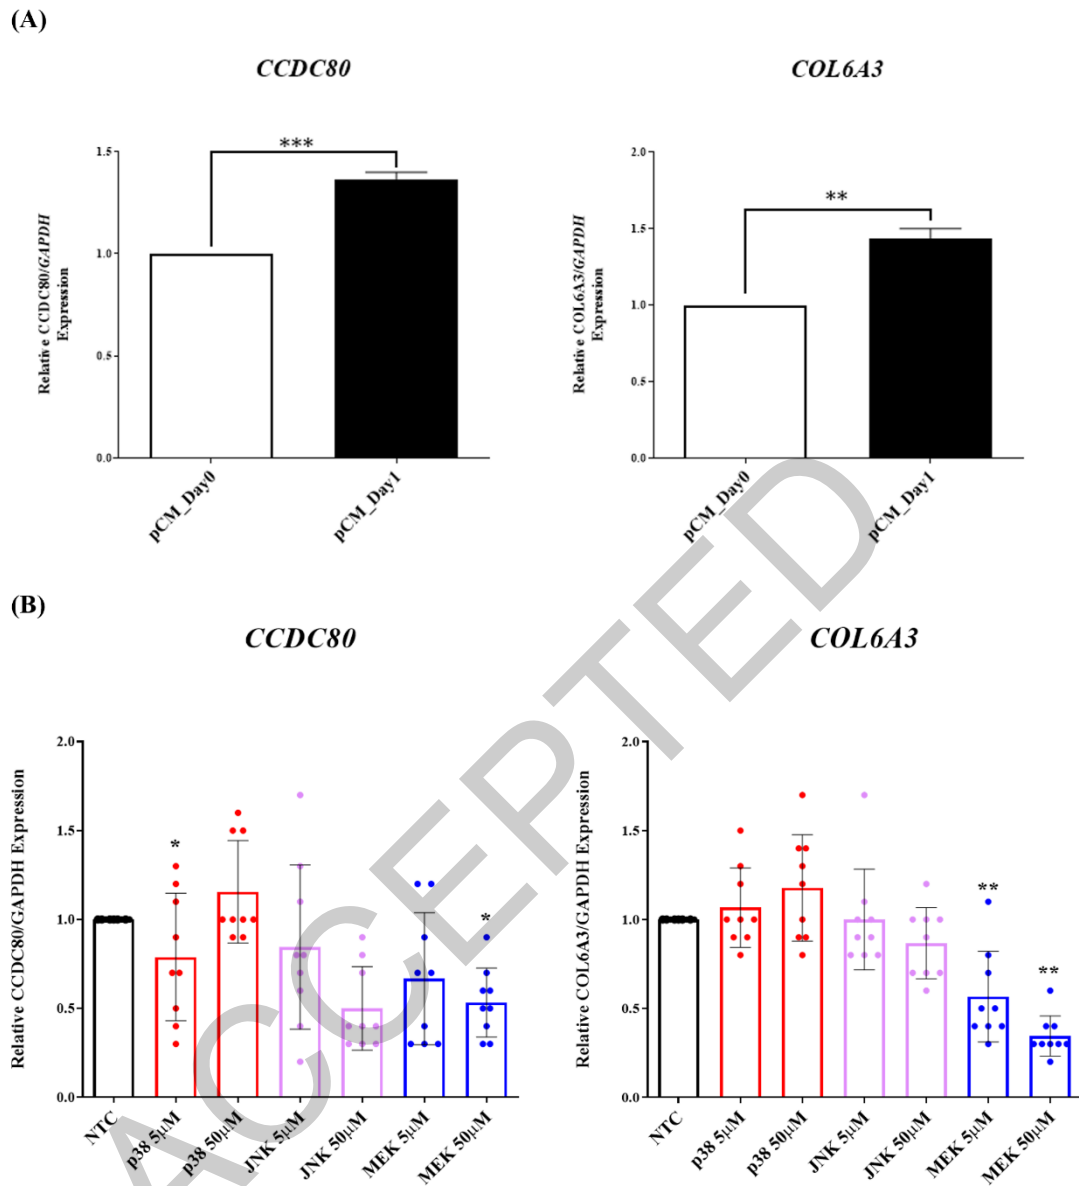 (A)
CCDC80
COL6A3
***
**
Relative CCDC80/GAPDH
Expression
1.5
1.0
0.5
0.0
pCM_Day0
pCM_Day1
Relative COL6A3/GAPDH
Expression
2.0
1.5
1.0
0.5
0.0
pCM_Day0
pCM_Day1
(B)
CCDC80
COL6A3
Relative CCDC80/GAPDH Expression
2.0
1.5
1.0
0.5
0.0
*
*
NTC
p38 5µM
p38 50µM
JNK 5µM
JNK 50µM
MEK 5µM
MEK 50µM
Relative COL6A3/GAPDH Expression
2.0
1.5
1.0
0.5
0.0
**
**
NTC
p38 5µM
p38 50µM
JNK 5µM
JNK 50µM
MEK 5µM
MEK 50µM
ACCEPTED